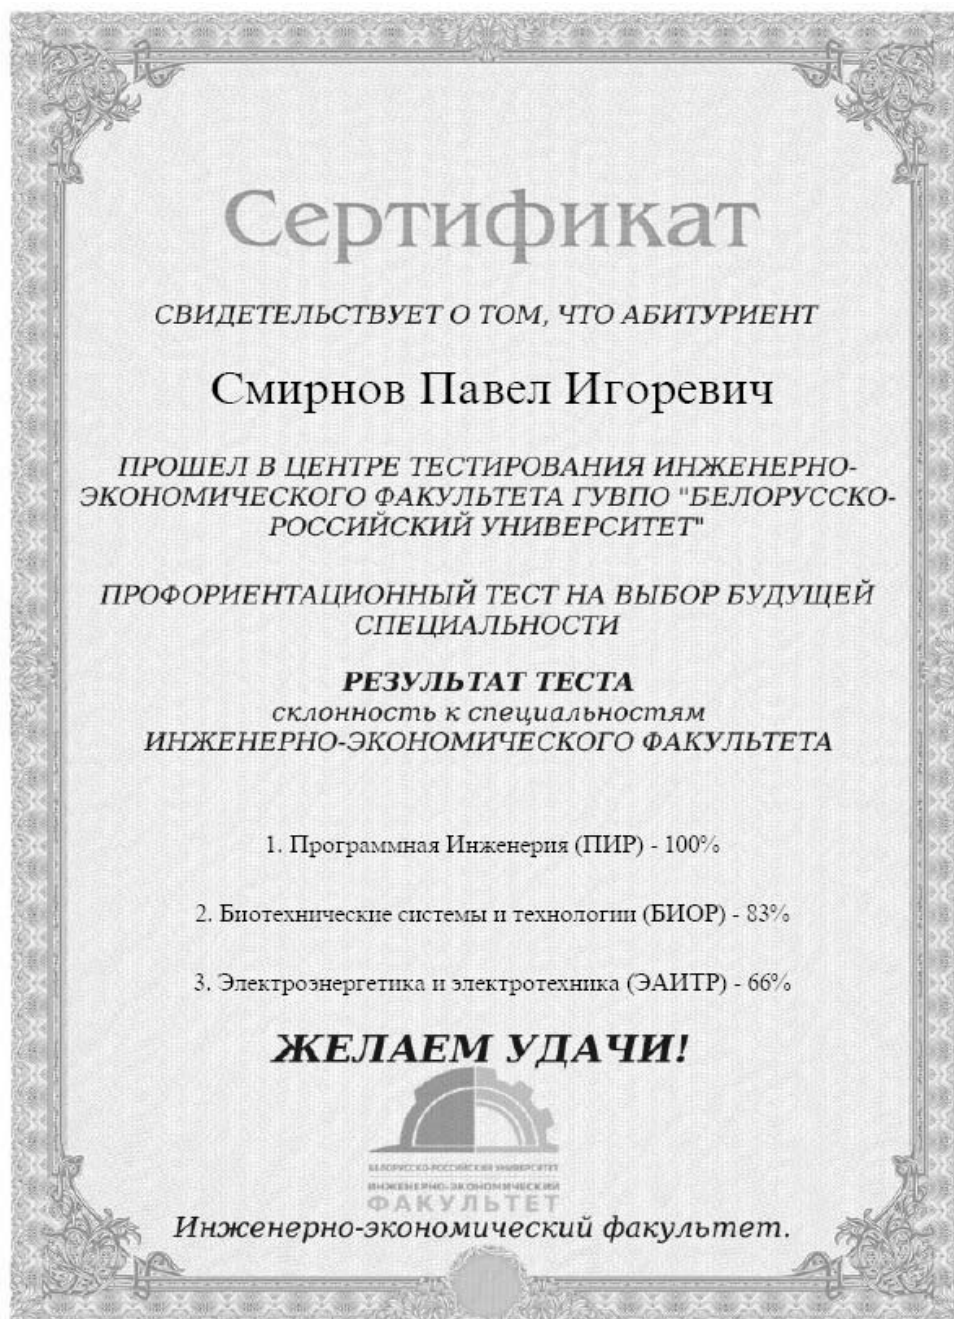 Сертификат
СВИДЕТЕЛЬСТВУЕТ О ТОМ, ЧТО АБИТУРИЕНТ
Смирнов Павел Игоревич
ПРОШЕЛ В ЦЕНТРЕ ТЕСТИРОВАНИЯ ИНЖЕНЕРНО-
ЭКОНОМИЧЕСКОГО ФАКУЛЬТЕТА ГУВПО "БЕЛОРУССКО-
РОССИЙСКИЙ УНИВЕРСИТЕТ"
ПРОФОРИЕНТАЦИОННЫЙ ТЕСТ НА ВЫБОР БУДУЩЕЙ
СПЕЦИАЛЬНОСТИ
РЕЗУЛЬТАТ ТЕСТА
склонность к специальностям
ИНЖЕНЕРНО-ЭКОНОМИЧЕСКОГО ФАКУЛЬТЕТА
1. Программная Инженерия (ПИР) - 100%
2. Биотехнические системы и технологии (БИОР) - 83%
3. Электроэнергетика и электротехника (ЭАИТР) - 66%
ЖЕЛАЕМ УДАЧИ!
БЕЛОРУССКО-РОССИЙСКИЙ УНИВЕРСИТЕТ
ИНЖЕНЕРНО-ЭКОНОМИЧЕСКИЙ
ФАКУЛЬТЕТ
Инженерно-экономический факультет.